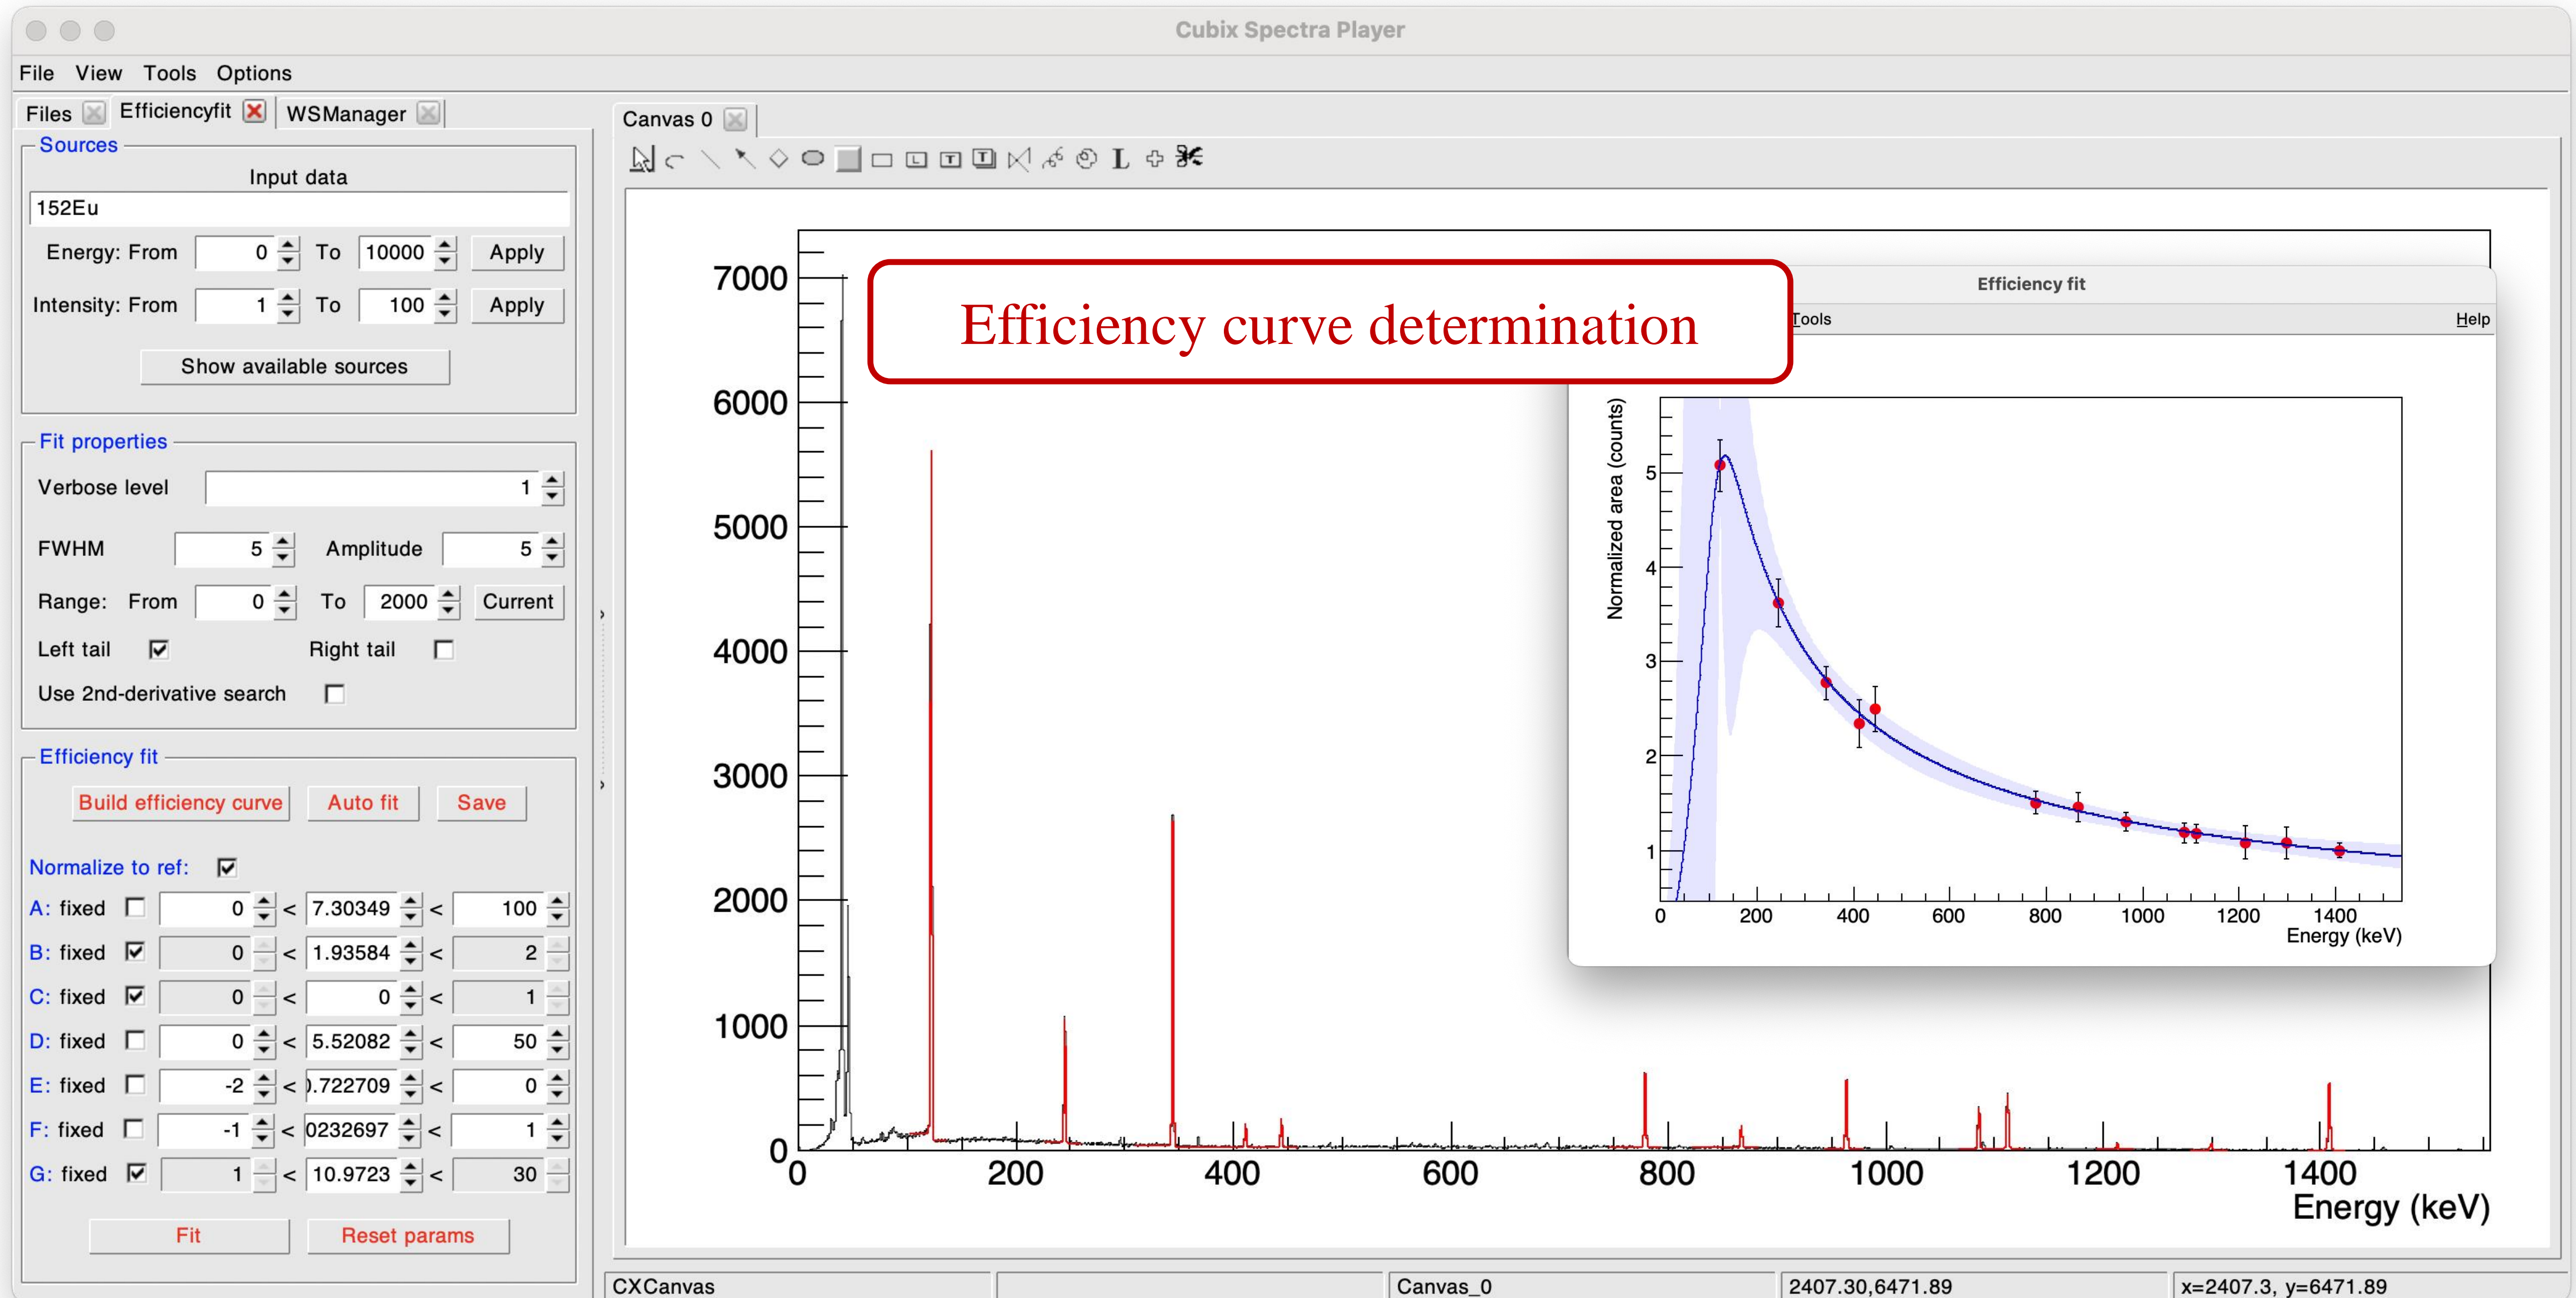 Cubix Spectra Player
File View Tools Options
Files Efficiencyfit WSManager
Sources
Input data
152Eu
Energy: From 0 To 10000 Apply
Intensity: From 1 To 100 Apply
Show available sources
Fit properties
Verbose level 1
FWHM 5 Amplitude 5
Range: From 0 To 2000 Current
Left tail Right tail
Use 2nd-derivative search
Efficiency fit
Build efficiency curve Auto fit Save
Normalize to ref:
A: fixed 0 < 7.30349 < 100
B: fixed 0 < 1.93584 < 2
C: fixed 0 < 0 < 1
D: fixed 0 < 5.52082 < 50
E: fixed -2 < .722709 < 0
F: fixed -1 < 0232697 < 1
G: fixed 1 < 10.9723 < 30
Fit Reset params
Canvas 0
L T T L
Efficiency curve determination
7000
6000
5000
4000
3000
2000
1000
0
0 200 400 600 800 1000 1200 1400
Energy (keV)
Efficiency fit
Tools Help
Normalized area (counts)
5
4
3
2
1
0 200 400 600 800 1000 1200 1400
Energy (keV)
CXCanvas Canvas_0 2407.30,6471.89 x=2407.3, y=6471.89